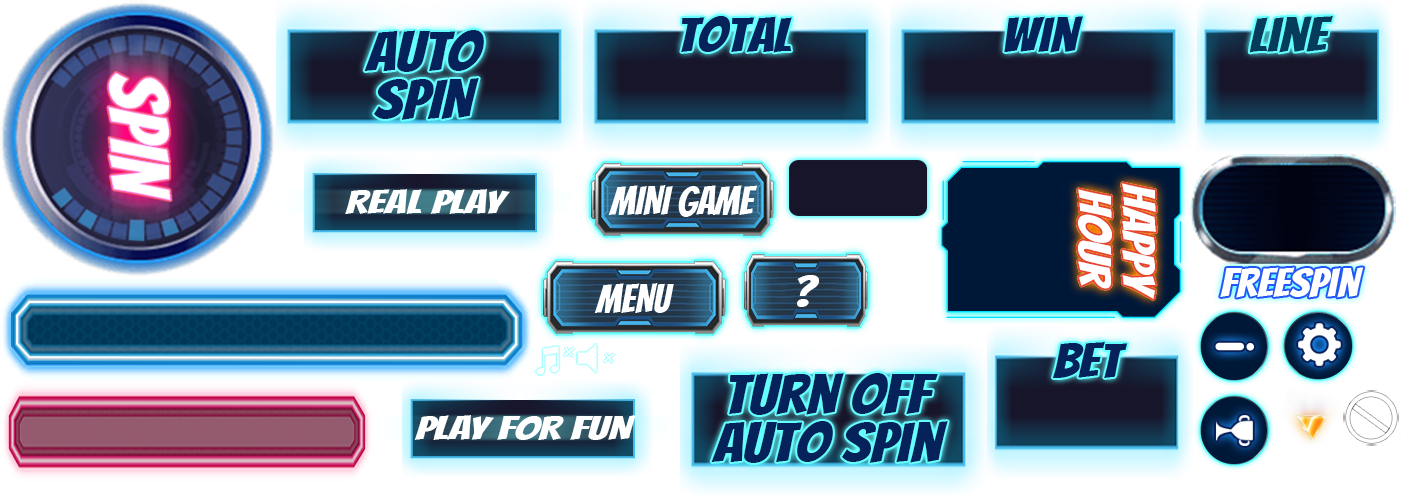 SPIN
AUTO
SPIN
TOTAL
WIN
LINE
REAL PLAY
MINI GAME
HAPPY
HOUR
MENU
?
FREESPIN
PLAY FOR FUN
TURN OFF
AUTO SPIN
BET